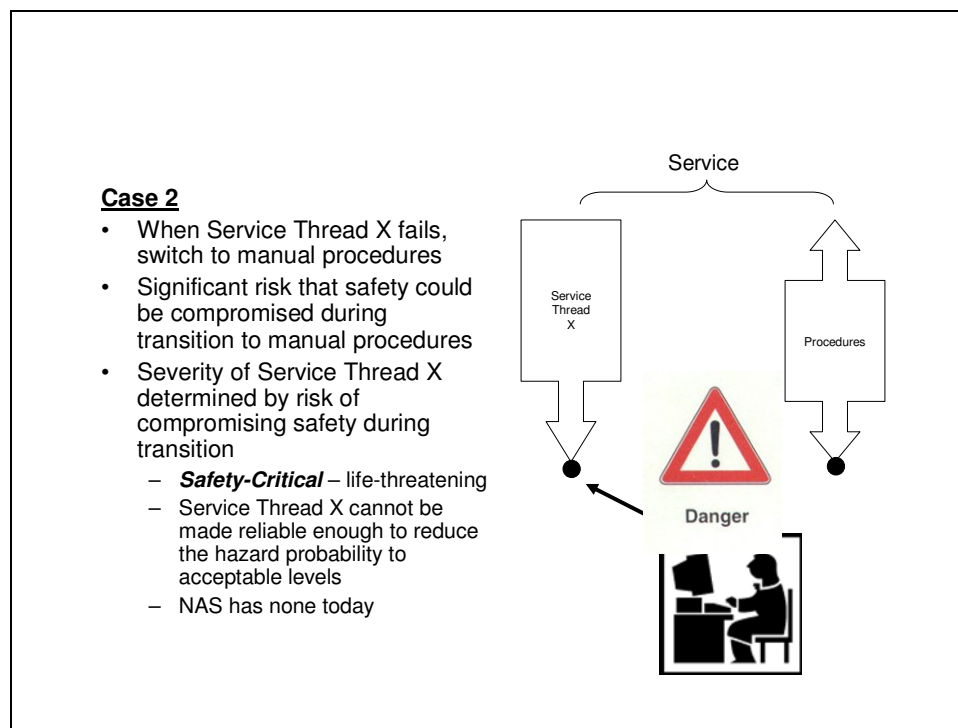 Case 2
• When Service Thread X fails,
switch to manual procedures
• Significant risk that safety could
be compromised during
transition to manual procedures
• Severity of Service Thread X
determined by risk of
compromising safety during
transition
– Safety-Critical – life-threatening
– Service Thread X cannot be
made reliable enough to reduce
the hazard probability to
acceptable levels
– NAS has none today
Service
Service
Thread
X
Procedures
!
Danger